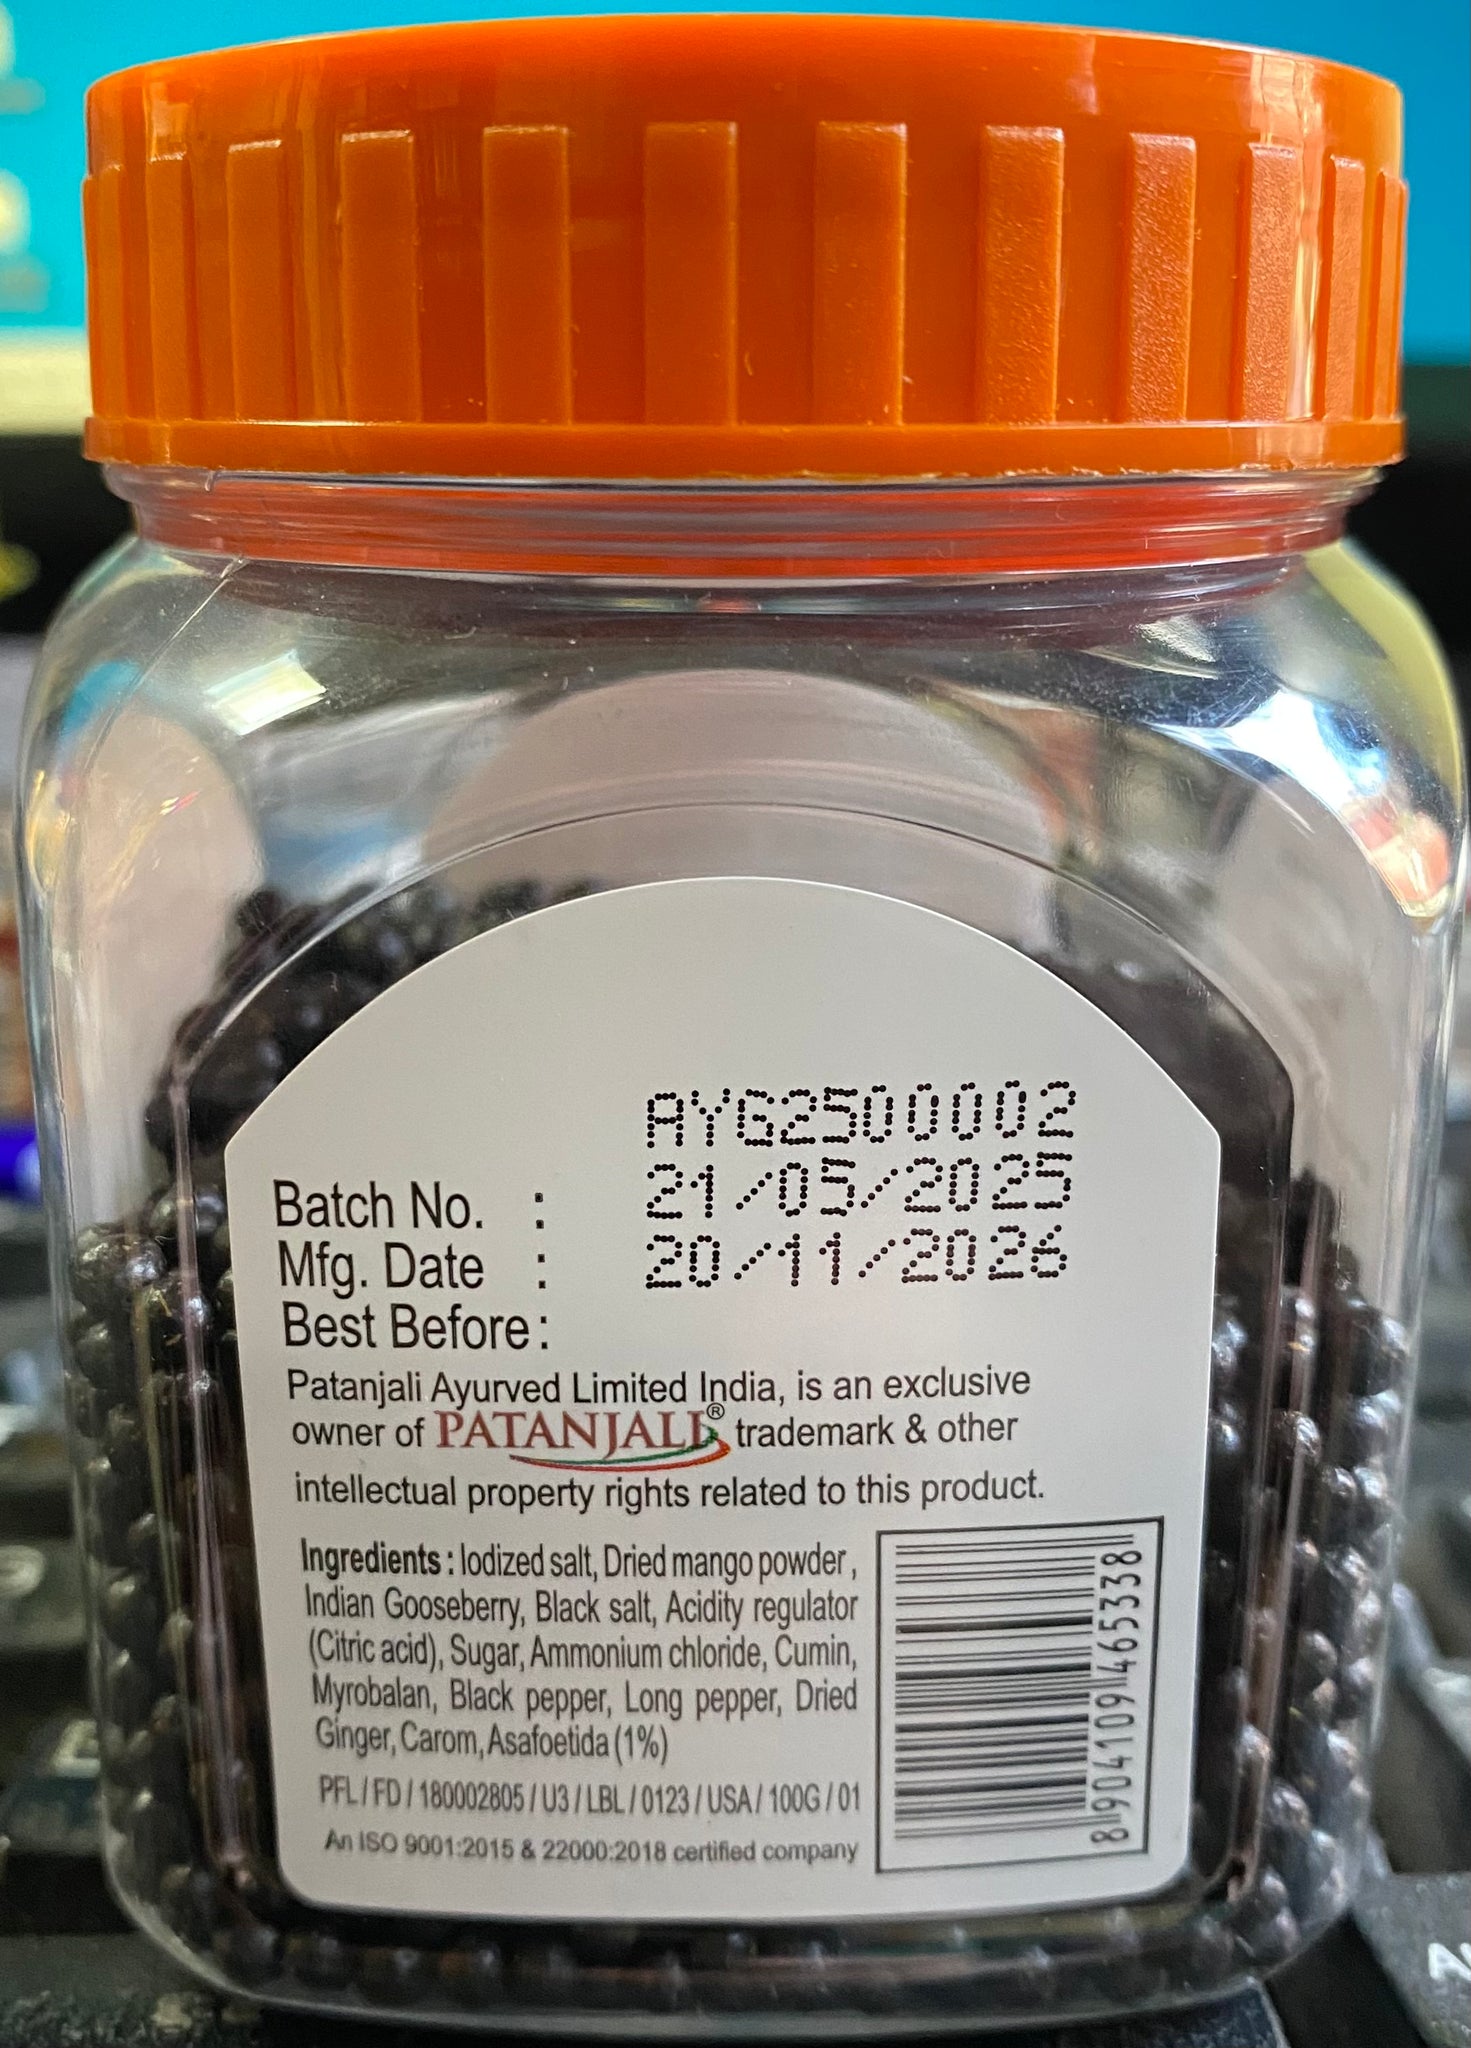 AYG2500002
21/05/2025
20/11/2026
Batch No. :
Mfg. Date :
Best Before :
Patanjali Ayurved Limited India, is an exclusive
owner of PATANJALI® trademark & other
intellectual property rights related to this product.
Ingredients : Iodized salt, Dried mango powder ,
Indian Gooseberry, Black salt, Acidity regulator
(Citric acid), Sugar, Ammonium chloride, Cumin,
Myrobalan, Black pepper, Long pepper, Dried
Ginger, Carom, Asafoetida (1%)
PFL / FD / 180002805 / U3 / LBL / 0123 / USA / 100G / 01
An ISO 9001:2015 & 22000:2018 certified company
8 904109 465338